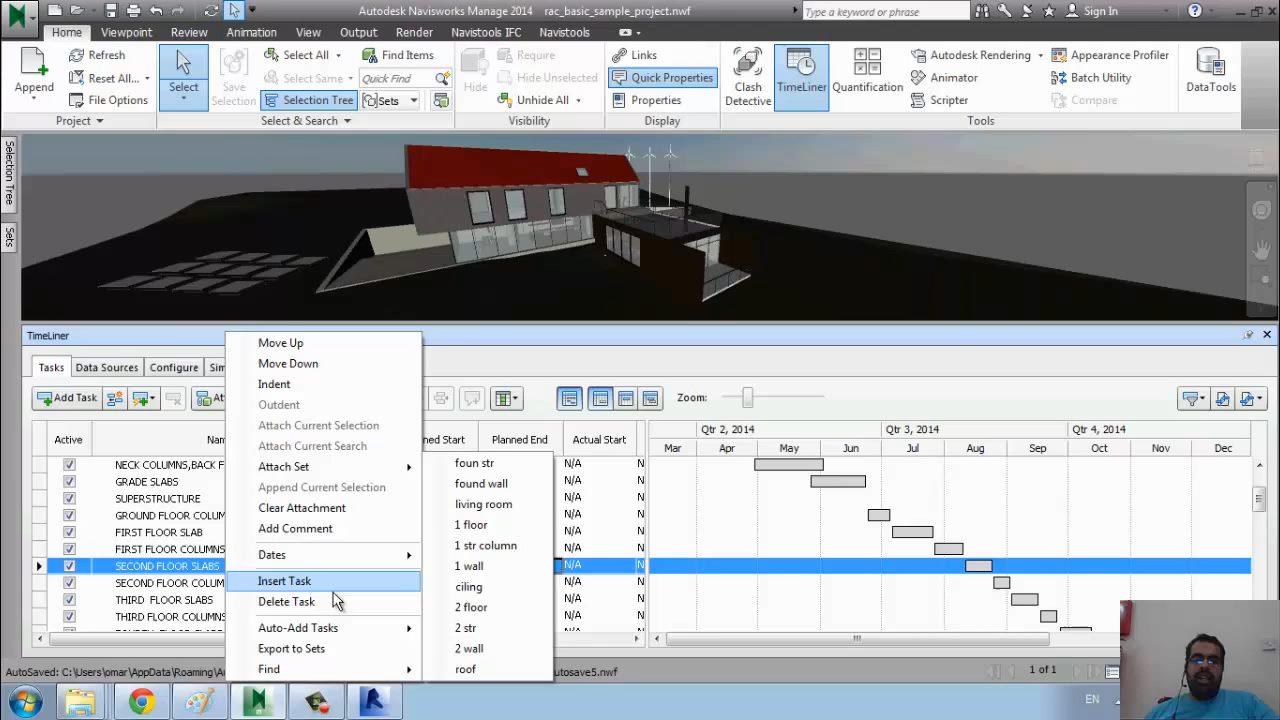 Autodesk Navisworks Manage 2014 rac_basic_sample_project.nwf
Type a keyword or phrase
Sign In
Home Viewpoint Review Animation View Output Render Navistools IFC Navistools
Append
Refresh
Reset All...
File Options
Project
Select
Save Selection
Select All
Select Same
Selection Tree
Find Items
Quick Find
Sets
Select & Search
Hide
Require
Hide Unselected
Unhide All
Visibility
Links
Quick Properties
Properties
Display
Clash Detective
TimeLiner
Quantification
Autodesk Rendering
Animator
Scripter
Appearance Profiler
Batch Utility
Compare
Tools
DataTools
Selection Tree
Sets
TimeLiner
Tasks Data Sources Configure
Add Task
Zoom:
Active
Planned End Actual Start
Qtr 2, 2014 Qtr 3, 2014 Qtr 4, 2014
Mar Apr May Jun Jul Aug Sep Oct Nov Dec
GRADE SLABS
SUPERSTRUCTURE
FIRST FLOOR SLAB
SECOND FLOOR SLABS
THIRD FLOOR SLABS
N/A N
N/A N
N/A N
N/A N
N/A N
N/A N
N/A N
N/A N
N/A N
N/A N
Move Up
Move Down
Indent
Outdent
Attach Current Selection
Attach Current Search
Attach Set
Append Current Selection
Clear Attachment
Add Comment
Dates
Insert Task
Delete Task
Auto-Add Tasks
Export to Sets
Find
foun str
found wall
living room
1 floor
1 str column
1 wall
ciling
2 floor
2 str
2 wall
roof
1 of 1
EN